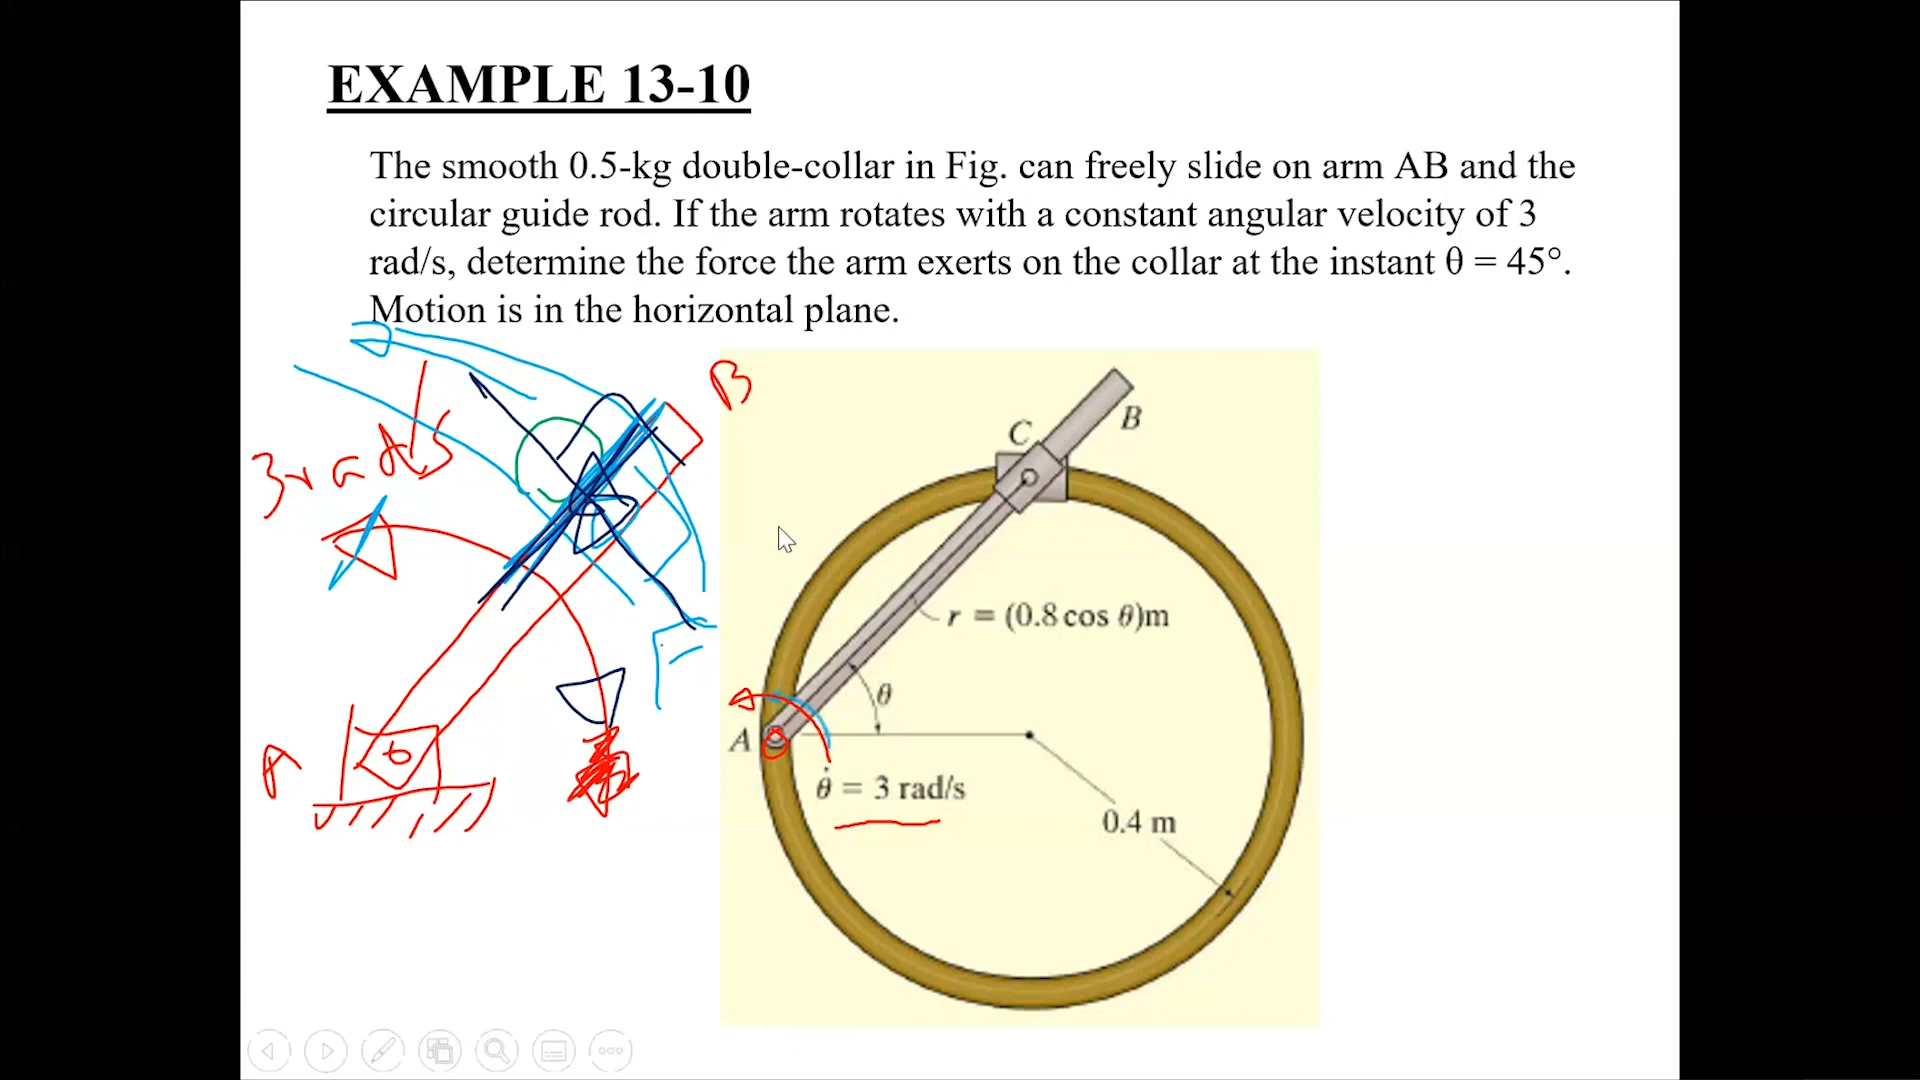 EXAMPLE 13-10
The smooth 0.5-kg double-collar in Fig. can freely slide on arm AB and the
circular guide rod. If the arm rotates with a constant angular velocity of 3
rad/s, determine the force the arm exerts on the collar at the instant θ = 45°.
Motion is in the horizontal plane.
B
3 rad/s
F
A
B
C
r = (0.8 cos θ)m
θ
A
θ̇ = 3 rad/s
0.4 m